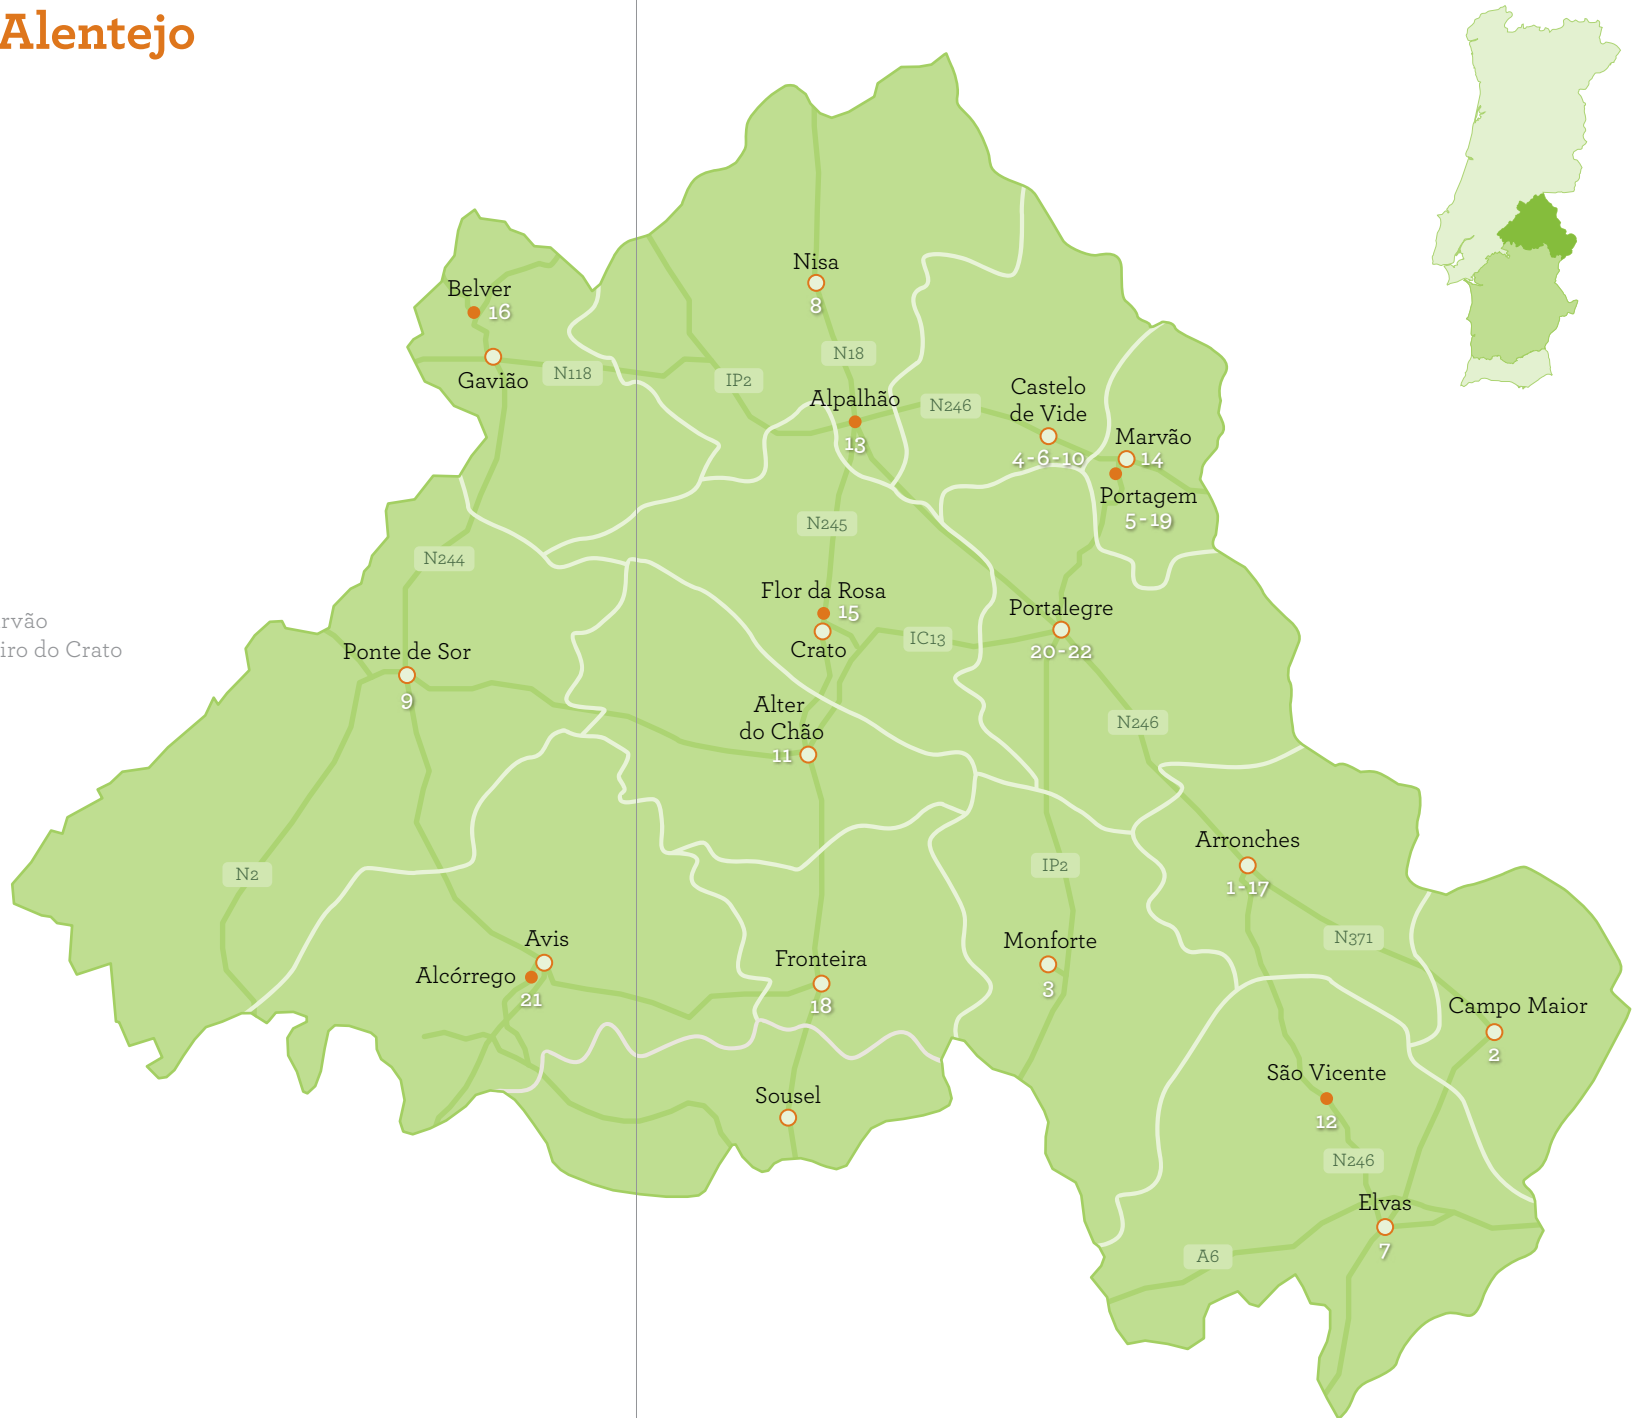 Alentejo
Nisa
8
Belver
16
N18
Gavião
N118
IP2
Alpalhão
13
N246
Castelo
de Vide
4-6-10
Marvão
14
Portagem
5-19
N245
N244
Flor da Rosa
15
Crato
IC13
Portalegre
20-22
rvão
iro do Crato
Ponte de Sor
9
Alter
do Chão
11
N246
Arronches
1-17
N2
IP2
N371
Avis
Alcórrego
21
Fronteira
18
Monforte
3
Campo Maior
2
São Vicente
12
Sousel
N246
Elvas
7
A6